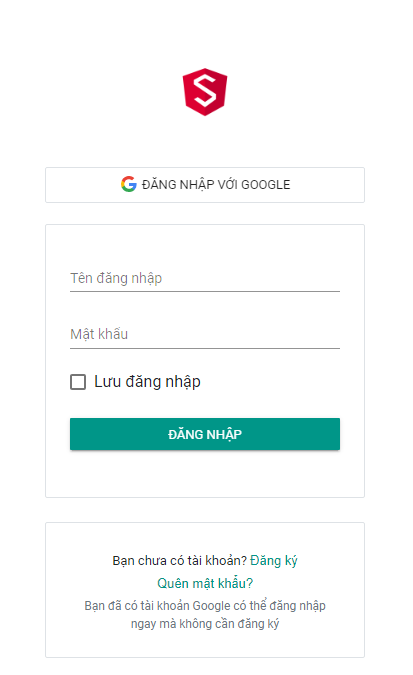 S
ĐĂNG NHẬP VỚI GOOGLE
Tên đăng nhập
Mật khẩu
Lưu đăng nhập
ĐĂNG NHẬP
Bạn chưa có tài khoản? Đăng ký
Quên mật khẩu?
Bạn đã có tài khoản Google có thể đăng nhập
ngay mà không cần đăng ký